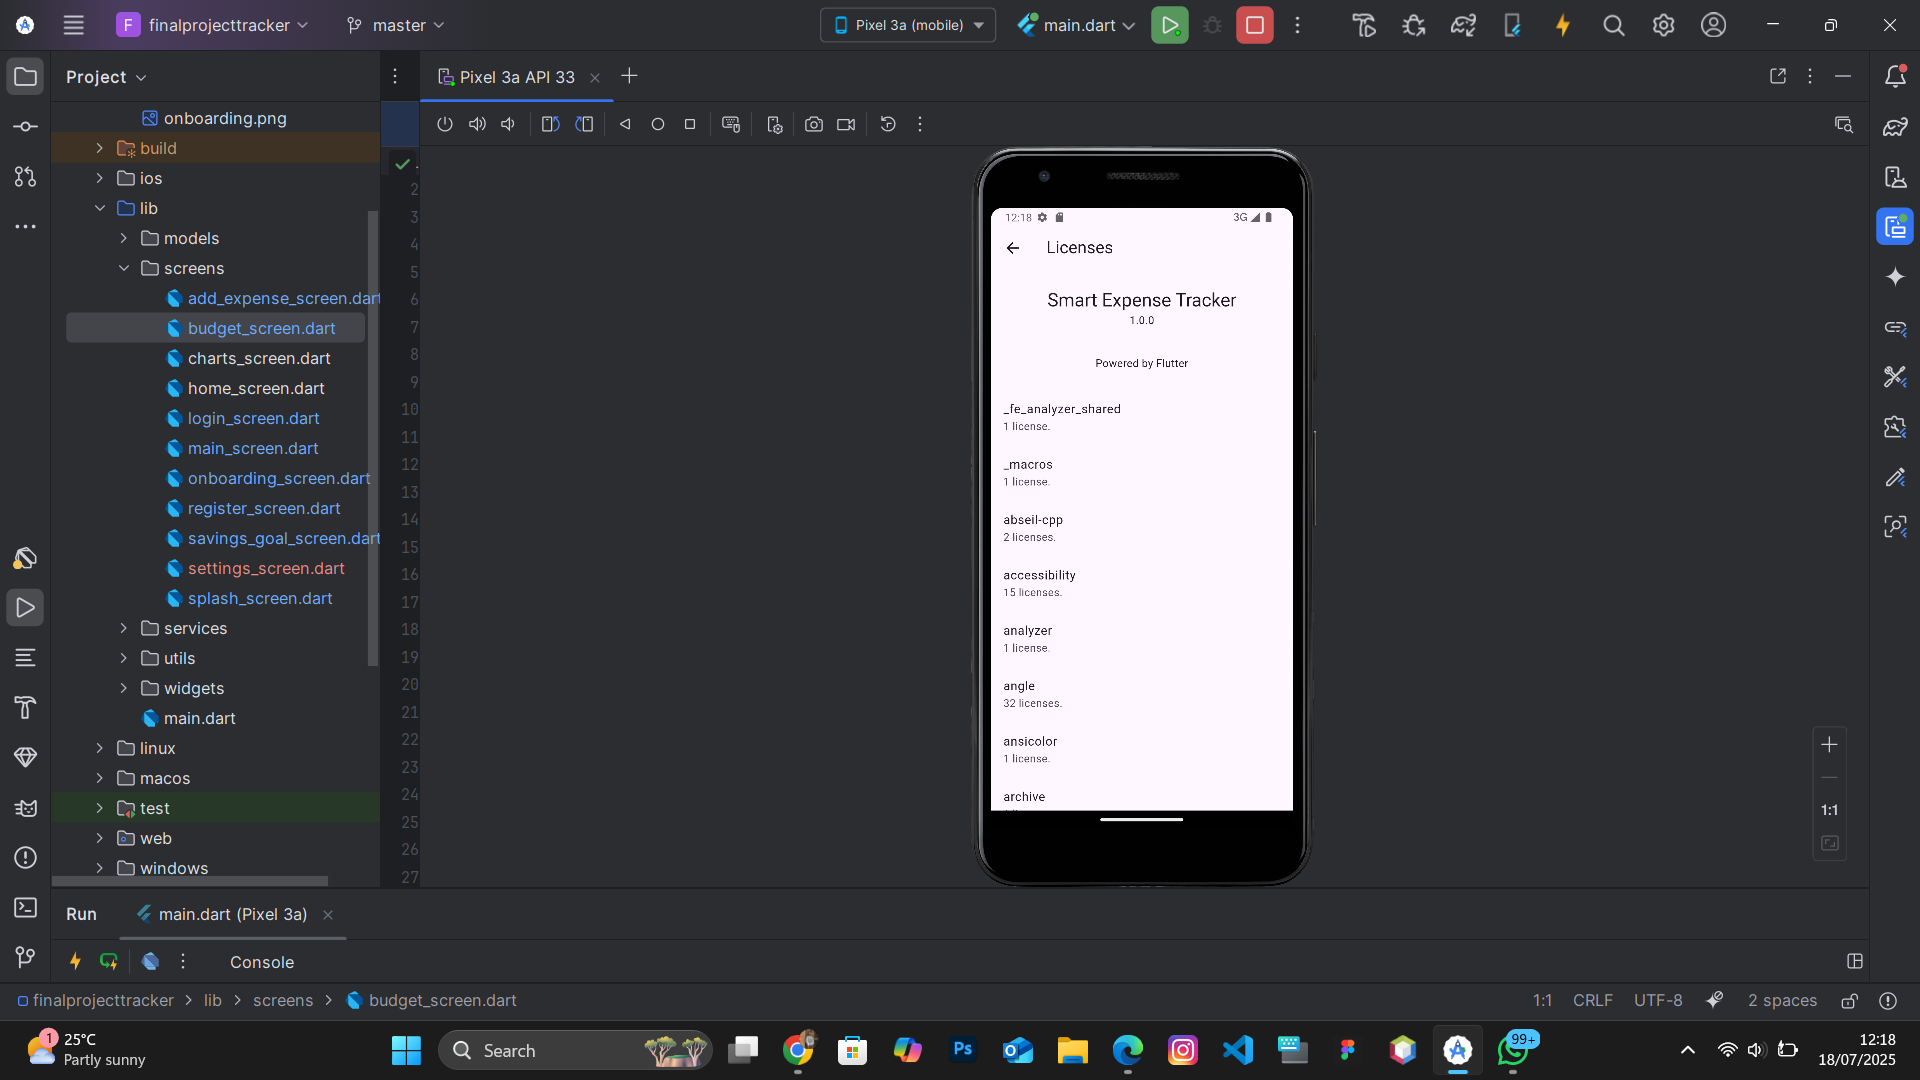 F finalprojecttracker
master
Pixel 3a (mobile)
main.dart
Project
Pixel 3a API 33
onboarding.png
build
ios
lib
models
screens
add_expense_screen.dart
budget_screen.dart
charts_screen.dart
home_screen.dart
login_screen.dart
main_screen.dart
onboarding_screen.dart
register_screen.dart
savings_goal_screen.dart
settings_screen.dart
splash_screen.dart
services
utils
widgets
main.dart
linux
macos
test
web
windows
2
3
4
5
6
7
8
9
10
11
12
13
14
15
16
17
18
19
20
21
22
23
24
25
26
27
12:18
3G
Licenses
Smart Expense Tracker
1.0.0
Powered by Flutter
_fe_analyzer_shared
1 license.
_macros
1 license.
abseil-cpp
2 licenses.
accessibility
15 licenses.
analyzer
1 license.
angle
32 licenses.
ansicolor
1 license.
archive
1:1
Run
main.dart (Pixel 3a)
Console
finalprojecttracker > lib > screens > budget_screen.dart
1:1 CRLF UTF-8 2 spaces
1
25°C
Partly sunny
Search
Ps
99+
12:18
18/07/2025